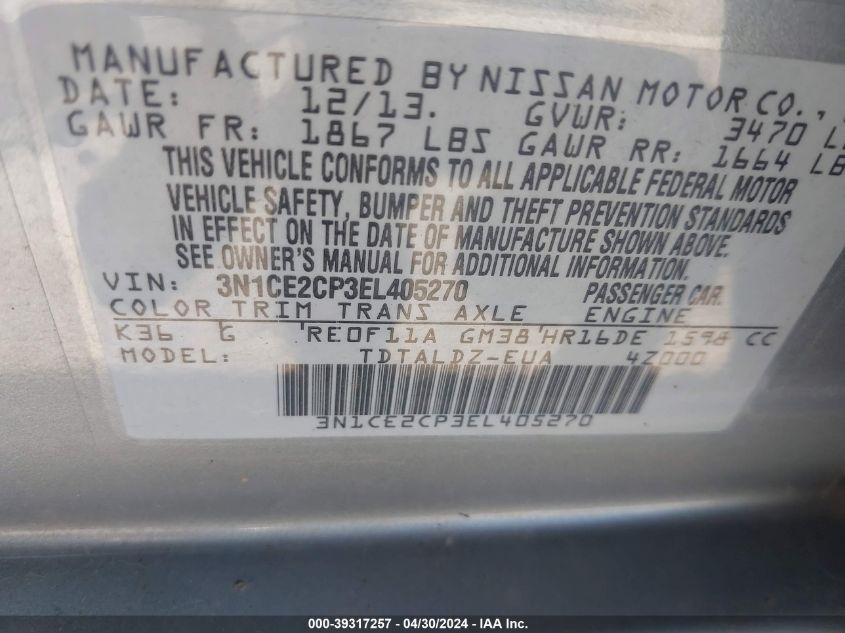 MANUFACTURED BY NISSAN MOTOR CO.,
DATE: 12/13. GVWR: 3470
GAWR FR: 1867 LBS GAWR RR: 1664 LB
THIS VEHICLE CONFORMS TO ALL APPLICABLE FEDERAL MOTOR
VEHICLE SAFETY, BUMPER AND THEFT PREVENTION STANDARDS
IN EFFECT ON THE DATE OF MANUFACTURE SHOWN ABOVE.
SEE OWNER'S MANUAL FOR ADDITIONAL INFORMATION.
VIN: 3N1CE2CP3EL405270 PASSENGER CAR.
COLOR TRIM TRANS AXLE ENGINE
K36 G RE0F11A GM38 HR16DE 1598 CC
MODEL: TDTALDZ-EUA 4Z000
3N1CE2CP3EL405270
000-39317257 - 04/30/2024 - IAA Inc.